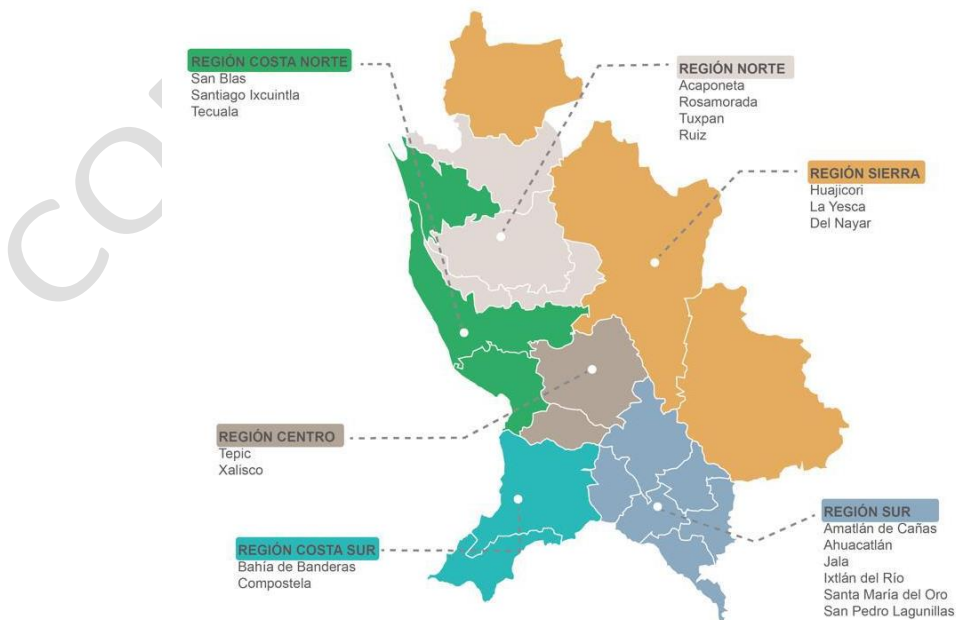 REGIÓN COSTA NORTE
San Blas
Santiago Ixcuintla
Tecuala
REGIÓN NORTE
Acaponeta
Rosamorada
Tuxpan
Ruiz
REGIÓN SIERRA
Huajicori
La Yesca
Del Nayar
REGIÓN CENTRO
Tepic
Xalisco
REGIÓN COSTA SUR
Bahía de Banderas
Compostela
REGIÓN SUR
Amatlán de Cañas
Ahuacatlán
Jala
Ixtlán del Río
Santa María del Oro
San Pedro Lagunillas